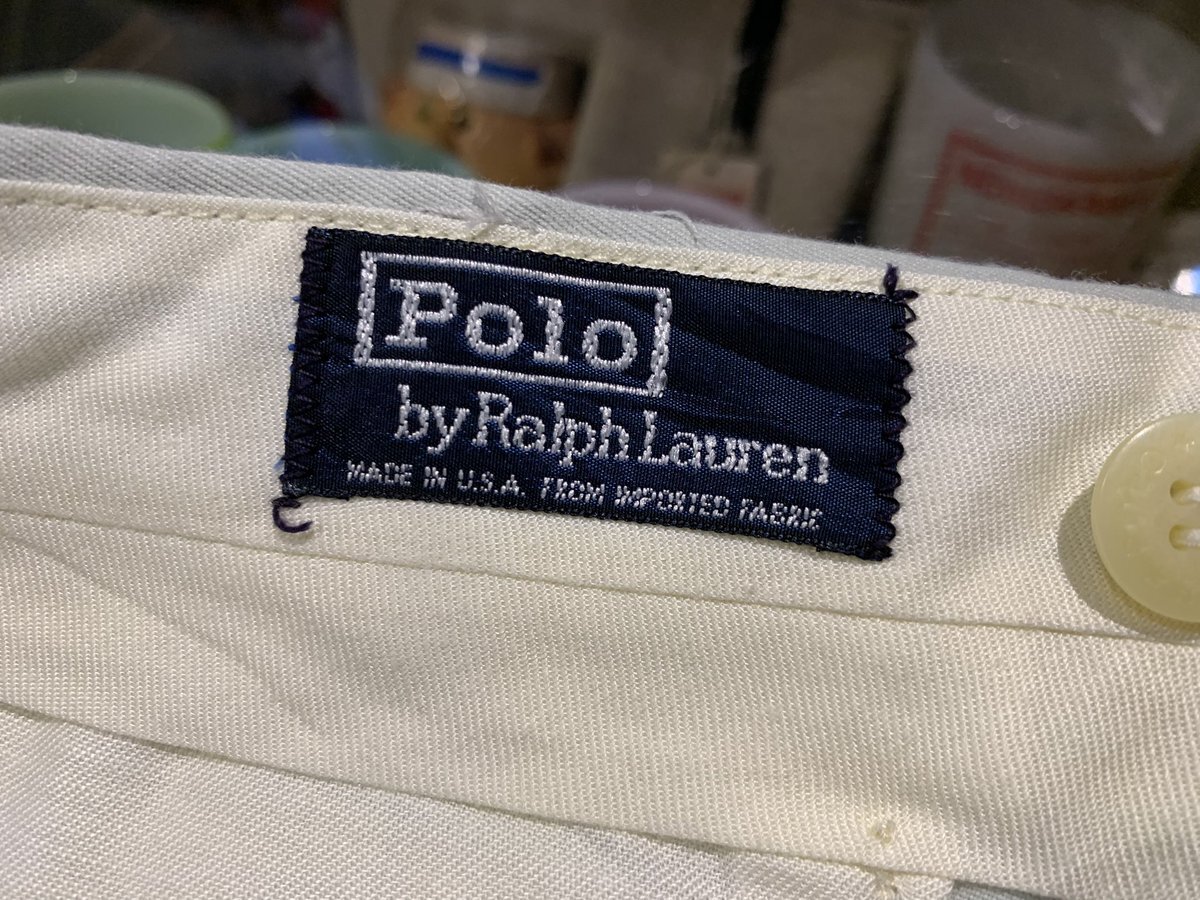 Polo
by Ralph Lauren
MADE IN U.S.A. FROM IMPORTED FABRIC